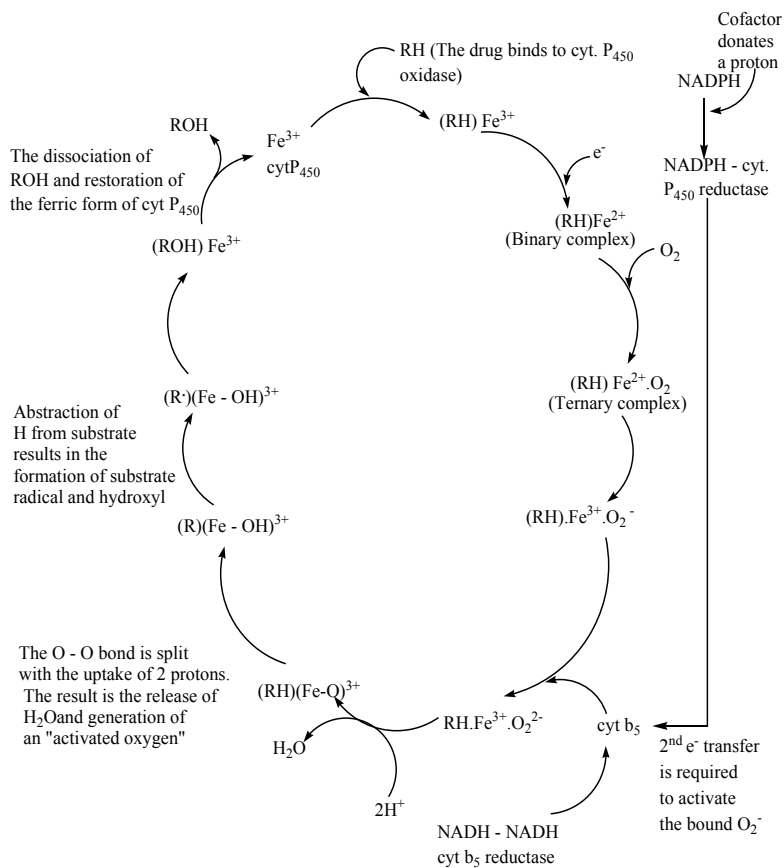 RH (The drug binds to cyt. P450
oxidase)
Cofactor
donates
a proton
NADPH
NADPH - cyt.
P450 reductase
(RH) Fe3+
e-
(RH)Fe2+
(Binary complex)
O2
(RH) Fe2+.O2
(Ternary complex)
(RH).Fe3+.O2 -
cyt b5
2nd e- transfer
is required
to activate
the bound O2-
NADH - NADH
cyt b5 reductase
RH.Fe3+.O2 2-
2H+
H2O
(RH)(Fe-O)3+
The O - O bond is split
with the uptake of 2 protons.
The result is the release of
H2Oand generation of
an "activated oxygen"
(R)(Fe - OH)3+
Abstraction of
H from substrate
results in the
formation of substrate
radical and hydroxyl
(R·)(Fe - OH)3+
(ROH) Fe3+
The dissociation of
ROH and restoration of
the ferric form of cyt P450
ROH
Fe3+
cytP450